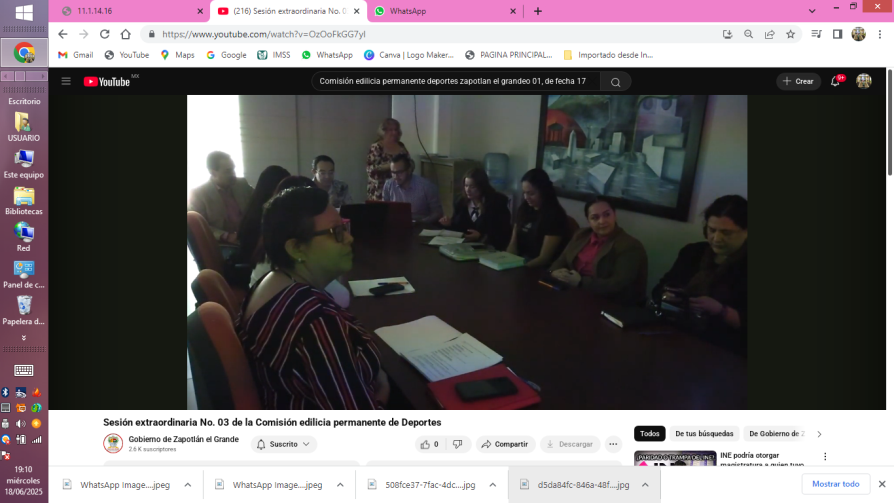 11.1.14.16
(216) Sesión extraordinaria No. 0
WhatsApp
https://www.youtube.com/watch?v=OzOoFkGG7yI
Gmail
YouTube
Maps
Google
IMSS
WhatsApp
Canva | Logo Maker...
PAGINA PRINCIPAL...
Importado desde In...
YouTube MX
Comisión edilicia permanente deportes zapotlan el grandeo 01, de fecha 17
Crear
9+
Escritorio
USUARIO
Este equipo
Bibliotecas
Red
Panel de c...
Papelera d...
19:10
miércoles
18/06/2025
Sesión extraordinaria No. 03 de la Comisión edilicia permanente de Deportes
Gobierno de Zapotlán el Grande
2.6 K suscriptores
Suscrito
0
Compartir
Descargar
Todos
De tus búsquedas
De Gobierno de Z
¿PARIDAD O TRAMPA DEL INE?
INE podría otorgar
magistratura a quien tuvo
WhatsApp Image....jpeg
WhatsApp Image....jpeg
508fce37-7fac-4dc....jpg
d5da84fc-846a-48f....jpg
Mostrar todo